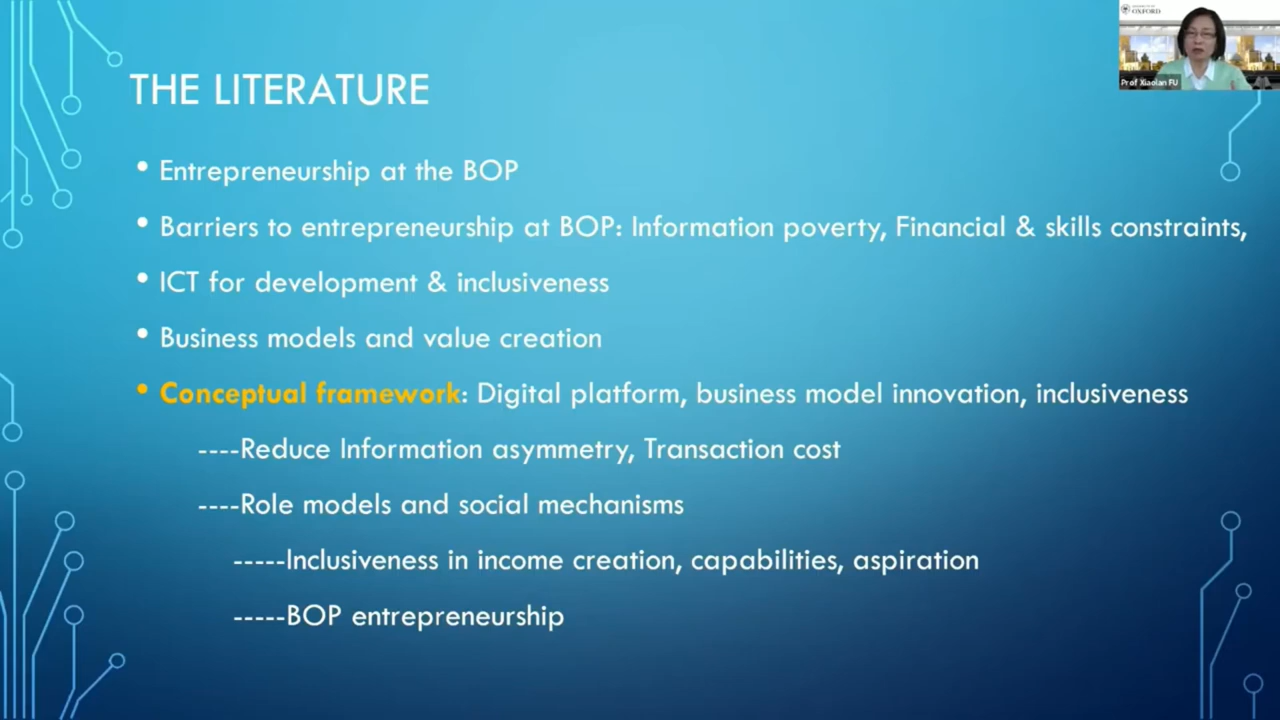 UNIVERSITY OF
OXFORD
Prof Xiaolan FU
THE LITERATURE
• Entrepreneurship at the BOP
• Barriers to entrepreneurship at BOP: Information poverty, Financial & skills constraints,
• ICT for development & inclusiveness
• Business models and value creation
• Conceptual framework: Digital platform, business model innovation, inclusiveness
----Reduce Information asymmetry, Transaction cost
----Role models and social mechanisms
-----Inclusiveness in income creation, capabilities, aspiration
-----BOP entrepreneurship